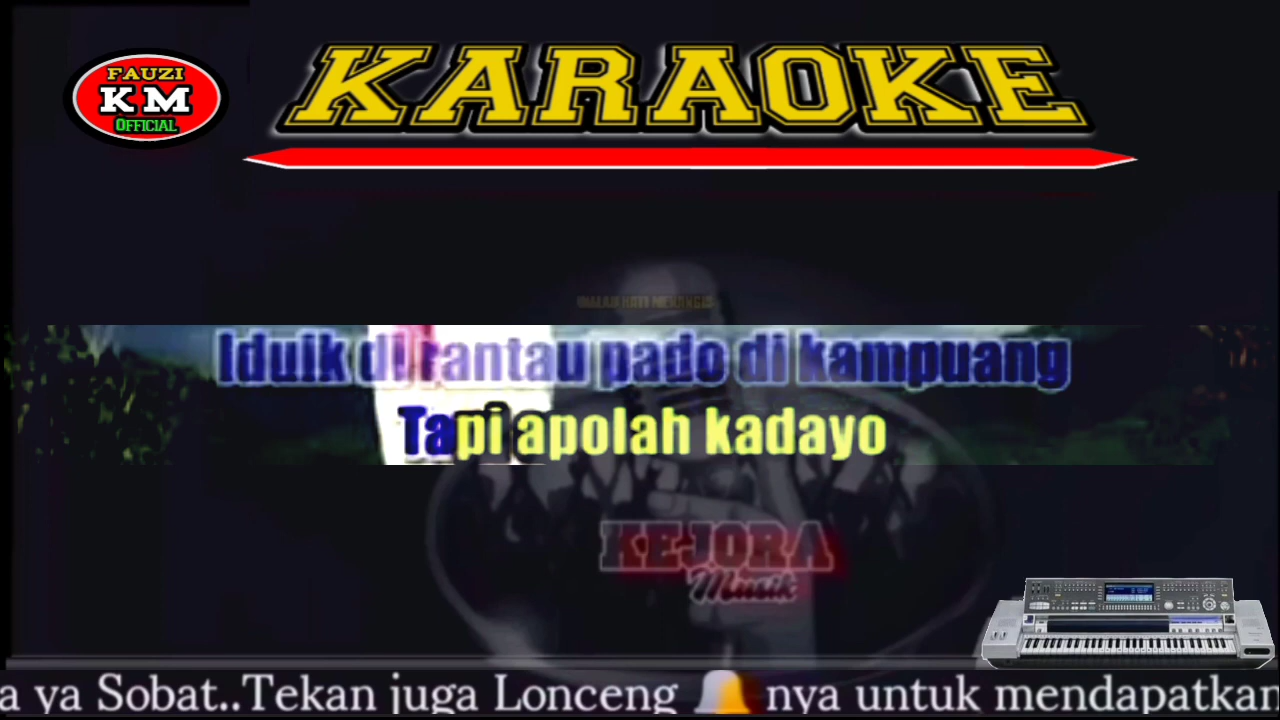 FAUZI
KM
OFFICIAL
KARAOKE
Iduik di rantau pado di kampuang
Tapi apolah kadayo
KEJORA
Musik
a ya Sobat..Tekan juga Lonceng 🔔 nya untuk mendapatkan